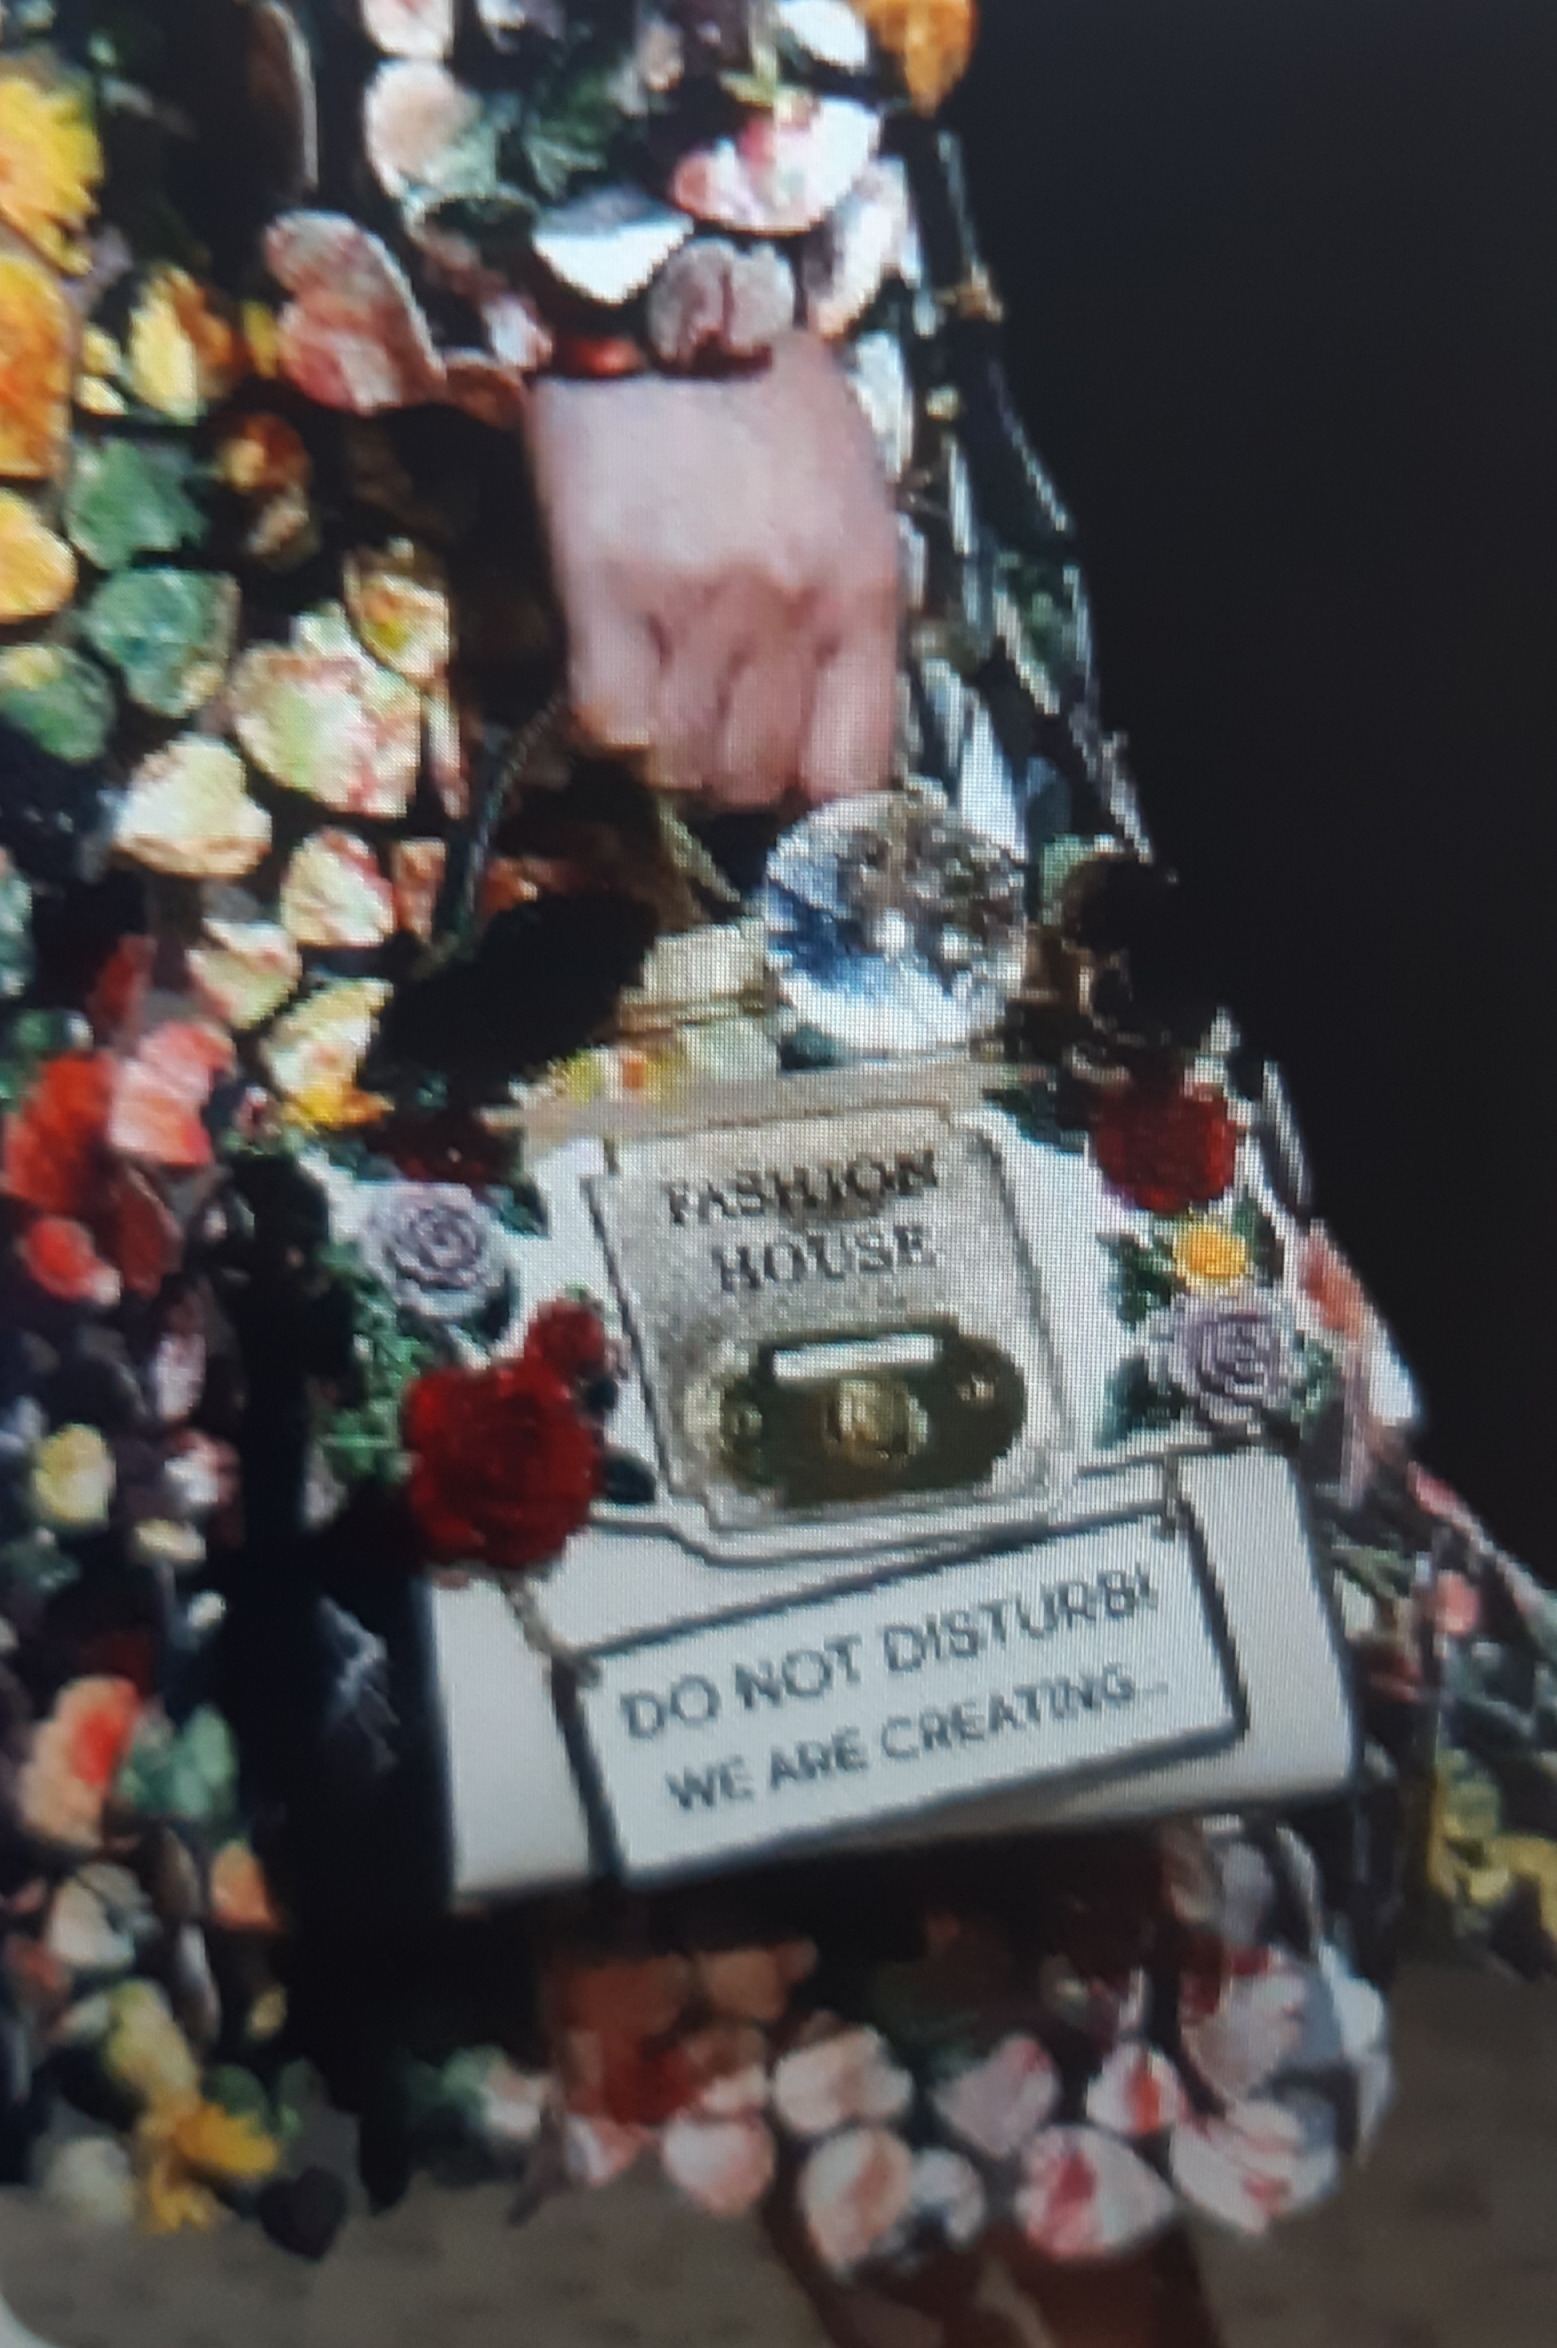 FASHION
HOUSE
DO NOT DISTURB!
WE ARE CREATING...